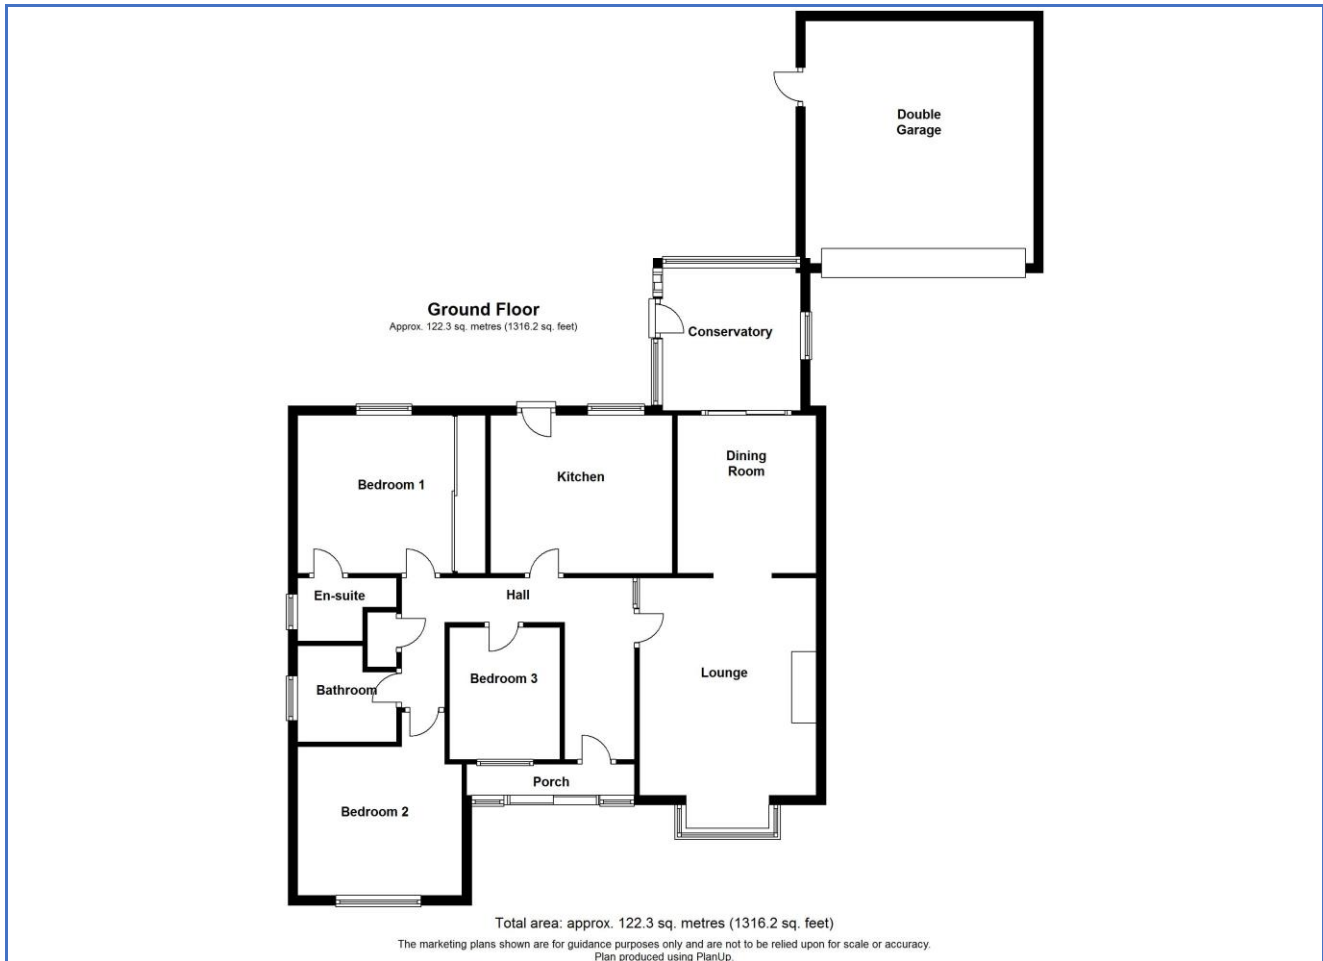 Double
Garage
Ground Floor
Approx. 122.3 sq. metres (1316.2 sq. feet)
Conservatory
Dining
Room
Kitchen
Bedroom 1
En-suite
Hall
Lounge
Bedroom 3
Bathroom
Porch
Bedroom 2
Total area: approx. 122.3 sq. metres (1316.2 sq. feet)
The marketing plans shown are for guidance purposes only and are not to be relied upon for scale or accuracy.
Plan produced using PlanUp.